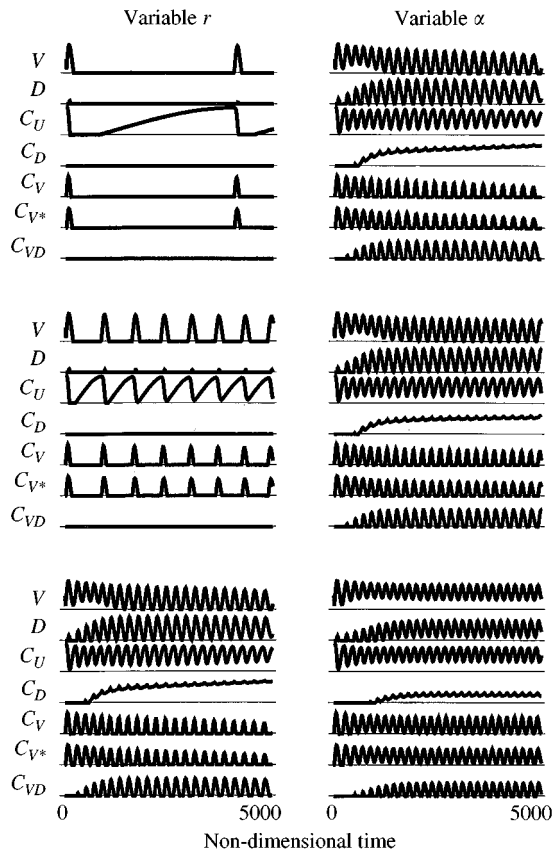 Variable r Variable α
V
D
C_U
C_D
C_V
C_V*
C_VD
V
D
C_U
C_D
C_V
C_V*
C_VD
V
D
C_U
C_D
C_V
C_V*
C_VD
0 5000 0 5000
Non-dimensional time